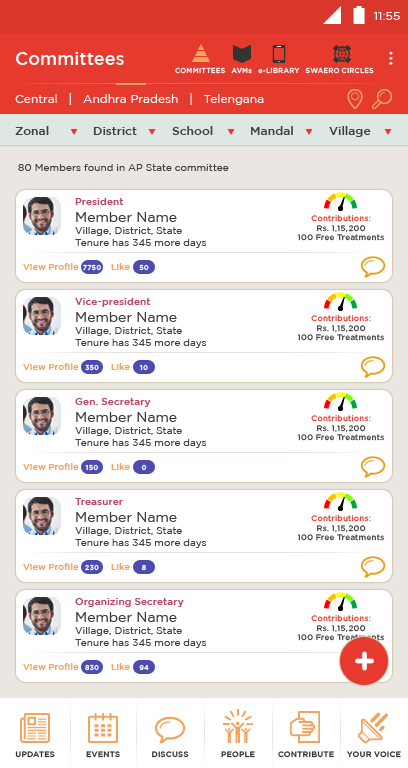 11:55
Committees
COMMITTEES AVMs e-LIBRARY SWAERO CIRCLES
Central | Andhra Pradesh | Telengana
Zonal District School Mandal Village
80 Members found in AP State committee
President
Member Name
Village, District, State
Tenure has 345 more days
Contributions:
Rs. 1,15,200
100 Free Treatments
View Profile 7750 Like 50
Vice-president
Member Name
Village, District, State
Tenure has 345 more days
Contributions:
Rs. 1,15,200
100 Free Treatments
View Profile 350 Like 10
Gen. Secretary
Member Name
Village, District, State
Tenure has 345 more days
Contributions:
Rs. 1,15,200
100 Free Treatments
View Profile 150 Like 0
Treasurer
Member Name
Village, District, State
Tenure has 345 more days
Contributions:
Rs. 1,15,200
100 Free Treatments
View Profile 230 Like 8
Organizing Secretary
Member Name
Village, District, State
Tenure has 345 more days
Contributions:
Rs. 1,15,200
100 Free Treatments
View Profile 830 Like 94
UPDATES EVENTS DISCUSS PEOPLE CONTRIBUTE YOUR VOICE